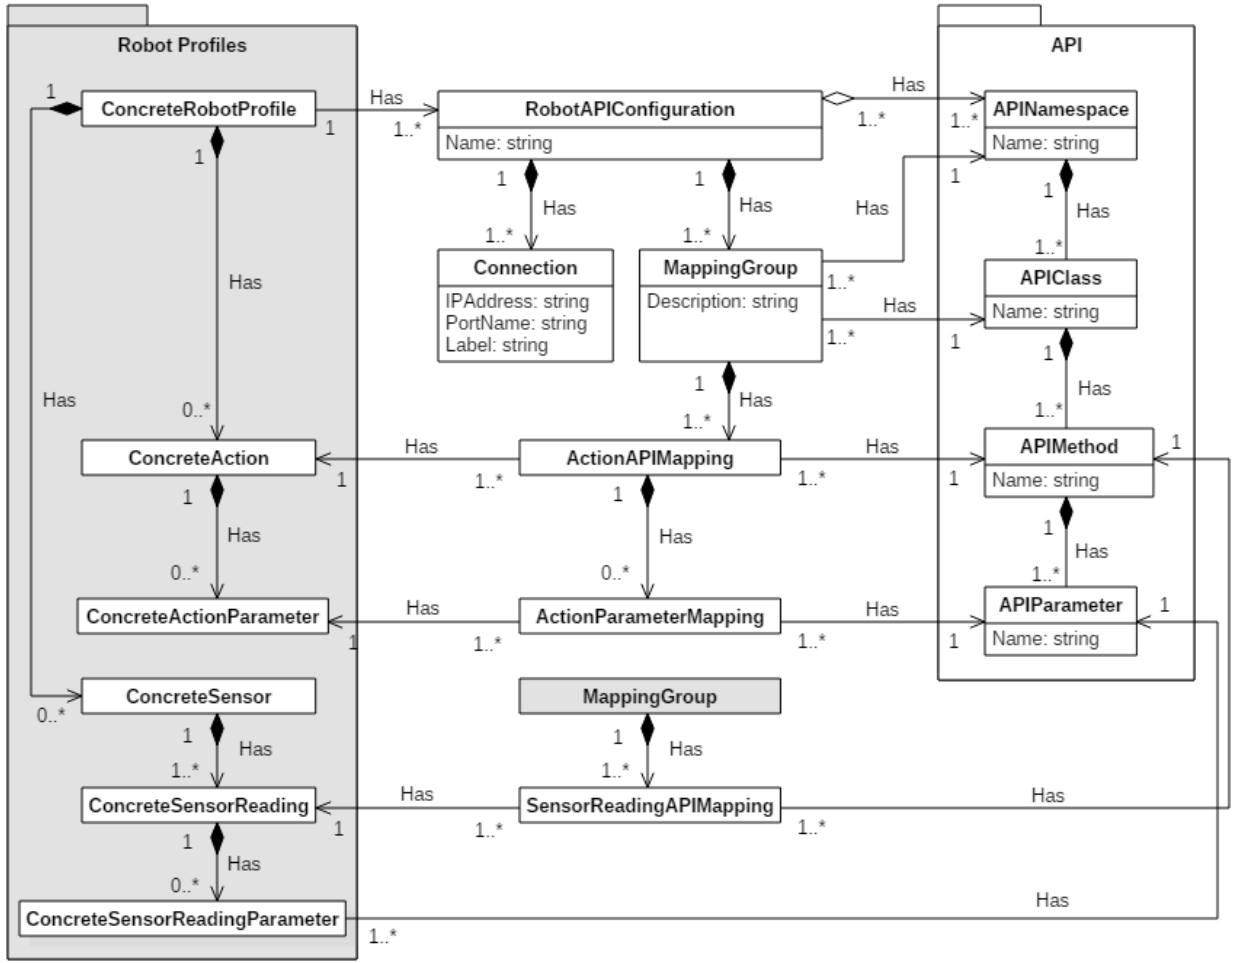 Robot Profiles
API
1
ConcreteRobotProfile
Has
1
1..*
RobotAPIConfiguration
Name: string
Has
1..*
1..*
APINamespace
Name: string
1
1
Has
1..*
1
Has
1..*
Has
1
1
Has
1..*
Has
Connection
IPAddress: string
PortName: string
Label: string
MappingGroup
Description: string
1..*
Has
1..*
1
APIClass
Name: string
1
Has
1..*
1
Has
1..*
Has
0..*
ConcreteAction
Has
1
1..*
ActionAPIMapping
Has
1..*
1
APIMethod
Name: string
1
1
Has
0..*
1
Has
0..*
1
Has
1..*
ConcreteActionParameter
Has
1
1..*
ActionParameterMapping
Has
1..*
1
APIParameter
Name: string
1
0..*
ConcreteSensor
MappingGroup
1
Has
1..*
1
Has
1..*
ConcreteSensorReading
Has
1
1..*
SensorReadingAPIMapping
1..*
Has
1
Has
0..*
ConcreteSensorReadingParameter
1..*
Has